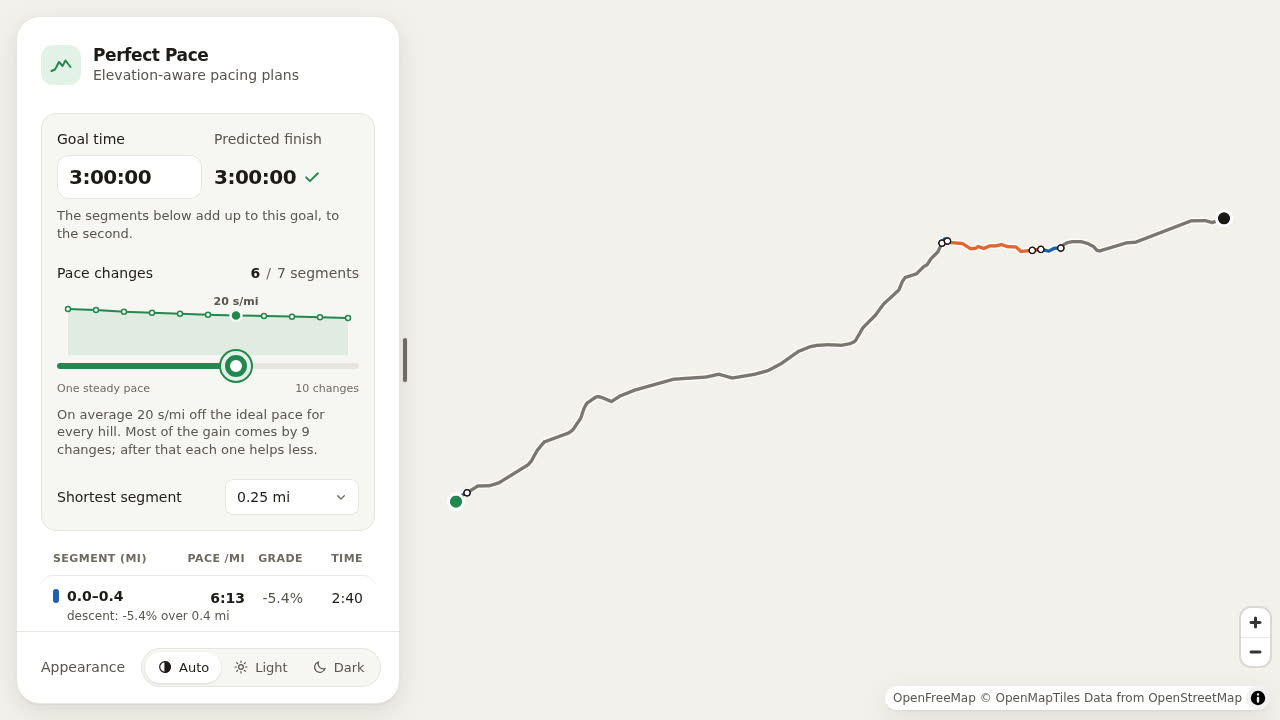 Perfect Pace
Elevation-aware pacing plans
Goal time
Predicted finish
3:00:00
3:00:00
The segments below add up to this goal, to
the second.
Pace changes
6 / 7 segments
20 s/mi
One steady pace
10 changes
On average 20 s/mi off the ideal pace for
every hill. Most of the gain comes by 9
changes; after that each one helps less.
Shortest segment
0.25 mi
SEGMENT (MI) PACE /MI GRADE TIME
0.0–0.4 6:13 -5.4% 2:40
descent: -5.4% over 0.4 mi
Appearance
Auto
Light
Dark
OpenFreeMap © OpenMapTiles Data from OpenStreetMap